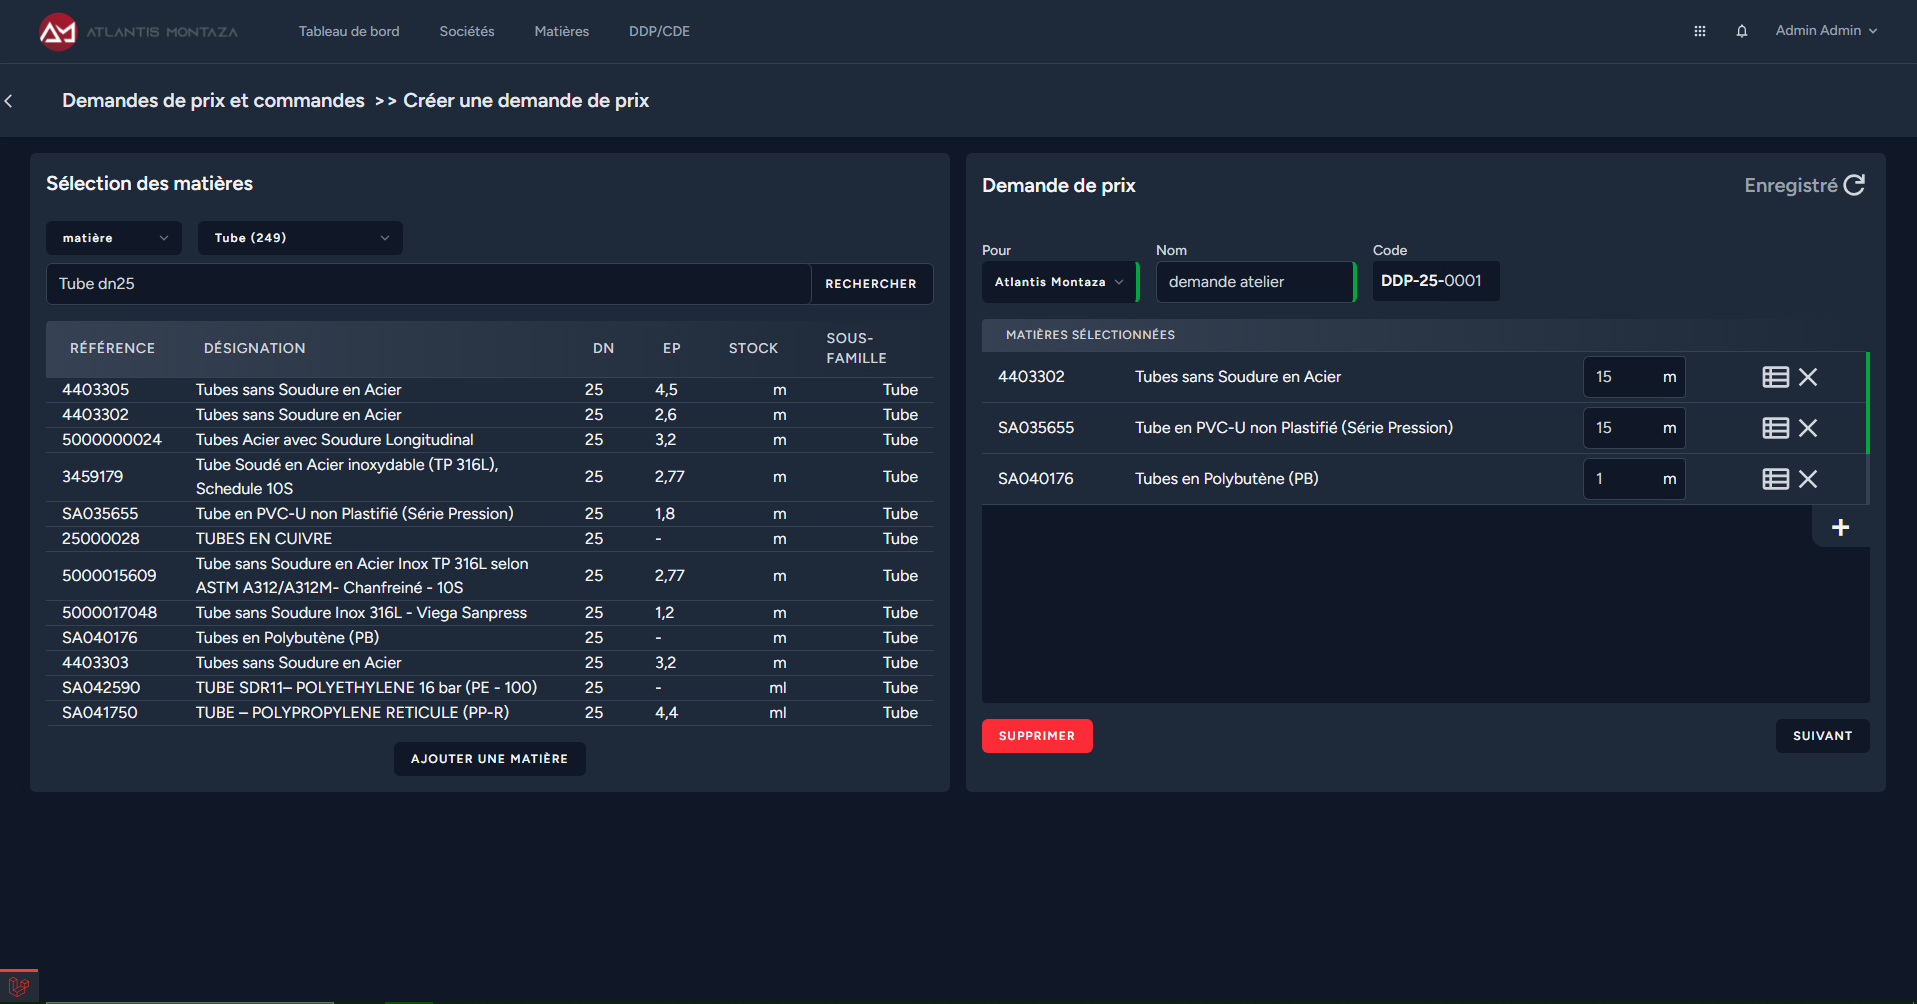 ATLANTIS MONTAZA
Tableau de bord
Sociétés
Matières
DDP/CDE
Admin Admin
Demandes de prix et commandes >> Créer une demande de prix
Sélection des matières
matière
Tube (249)
Tube dn25
RECHERCHER
RÉFÉRENCE DÉSIGNATION DN EP STOCK SOUS-
FAMILLE
4403305 Tubes sans Soudure en Acier 25 4,5 m Tube
4403302 Tubes sans Soudure en Acier 25 2,6 m Tube
5000000024 Tubes Acier avec Soudure Longitudinal 25 3,2 m Tube
3459179 Tube Soudé en Acier inoxydable (TP 316L),
Schedule 10S 25 2,77 m Tube
SA035655 Tube en PVC-U non Plastifié (Série Pression) 25 1,8 m Tube
25000028 TUBES EN CUIVRE 25 - m Tube
5000015609 Tube sans Soudure en Acier Inox TP 316L selon
ASTM A312/A312M- Chanfreiné - 10S 25 2,77 m Tube
5000017048 Tube sans Soudure Inox 316L - Viega Sanpress 25 1,2 m Tube
SA040176 Tubes en Polybutène (PB) 25 - m Tube
4403303 Tubes sans Soudure en Acier 25 3,2 m Tube
SA042590 TUBE SDR11– POLYETHYLENE 16 bar (PE - 100) 25 - ml Tube
SA041750 TUBE – POLYPROPYLENE RETICULE (PP-R) 25 4,4 ml Tube
AJOUTER UNE MATIÈRE
Demande de prix
Enregistré
Pour
Nom
Code
Atlantis Montaza
demande atelier
DDP-25-0001
MATIÈRES SÉLECTIONNÉES
4403302 Tubes sans Soudure en Acier 15 m
SA035655 Tube en PVC-U non Plastifié (Série Pression) 15 m
SA040176 Tubes en Polybutène (PB) 1 m
SUPPRIMER
SUIVANT